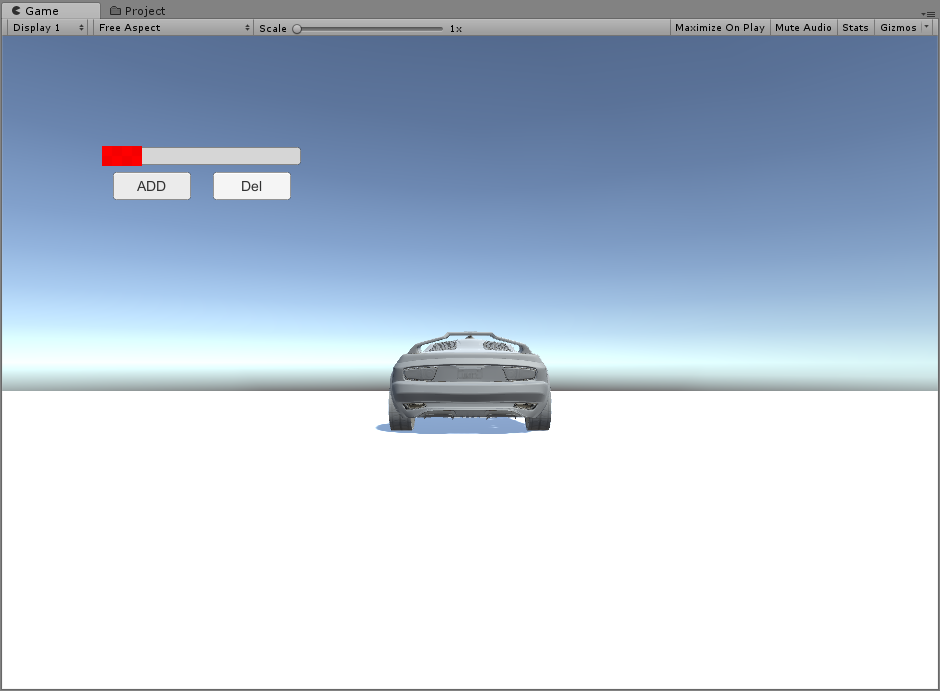 Game Project
Display 1 Free Aspect Scale 1x Maximize On Play Mute Audio Stats Gizmos
ADD Del